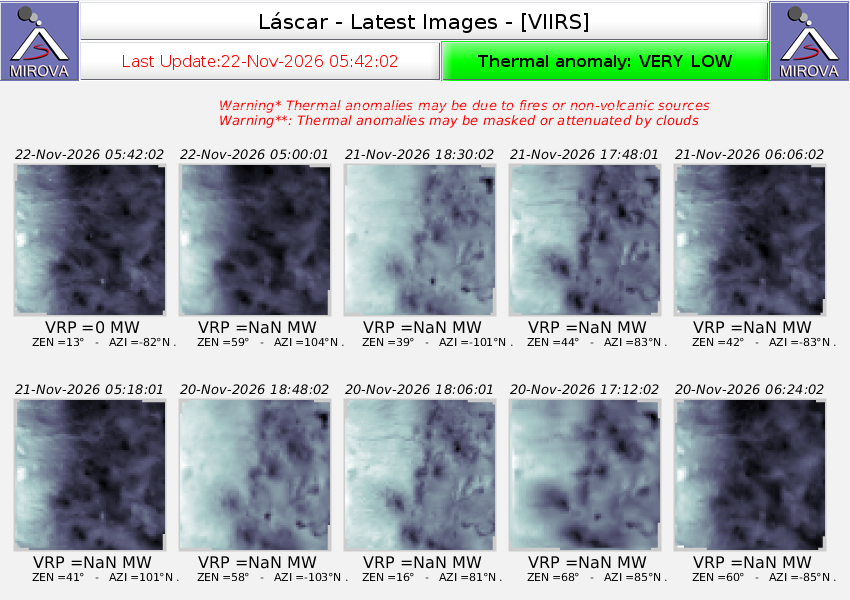 MIROVA
Láscar - Latest Images - [VIIRS]
MIROVA
Last Update:22-Nov-2026 05:42:02
Thermal anomaly: VERY LOW
Warning* Thermal anomalies may be due to fires or non-volcanic sources
Warning**: Thermal anomalies may be masked or attenuated by clouds
22-Nov-2026 05:42:02
22-Nov-2026 05:00:01
21-Nov-2026 18:30:02
21-Nov-2026 17:48:01
21-Nov-2026 06:06:02
VRP =0 MW
VRP =NaN MW
VRP =NaN MW
VRP =NaN MW
VRP =NaN MW
ZEN =13° - AZI =-82°N .
ZEN =59° - AZI =104°N .
ZEN =39° - AZI =-101°N .
ZEN =44° - AZI =83°N .
ZEN =42° - AZI =-83°N .
21-Nov-2026 05:18:01
20-Nov-2026 18:48:02
20-Nov-2026 18:06:01
20-Nov-2026 17:12:02
20-Nov-2026 06:24:02
VRP =NaN MW
VRP =NaN MW
VRP =NaN MW
VRP =NaN MW
VRP =NaN MW
ZEN =41° - AZI =101°N .
ZEN =58° - AZI =-103°N .
ZEN =16° - AZI =81°N .
ZEN =68° - AZI =85°N .
ZEN =60° - AZI =-85°N .